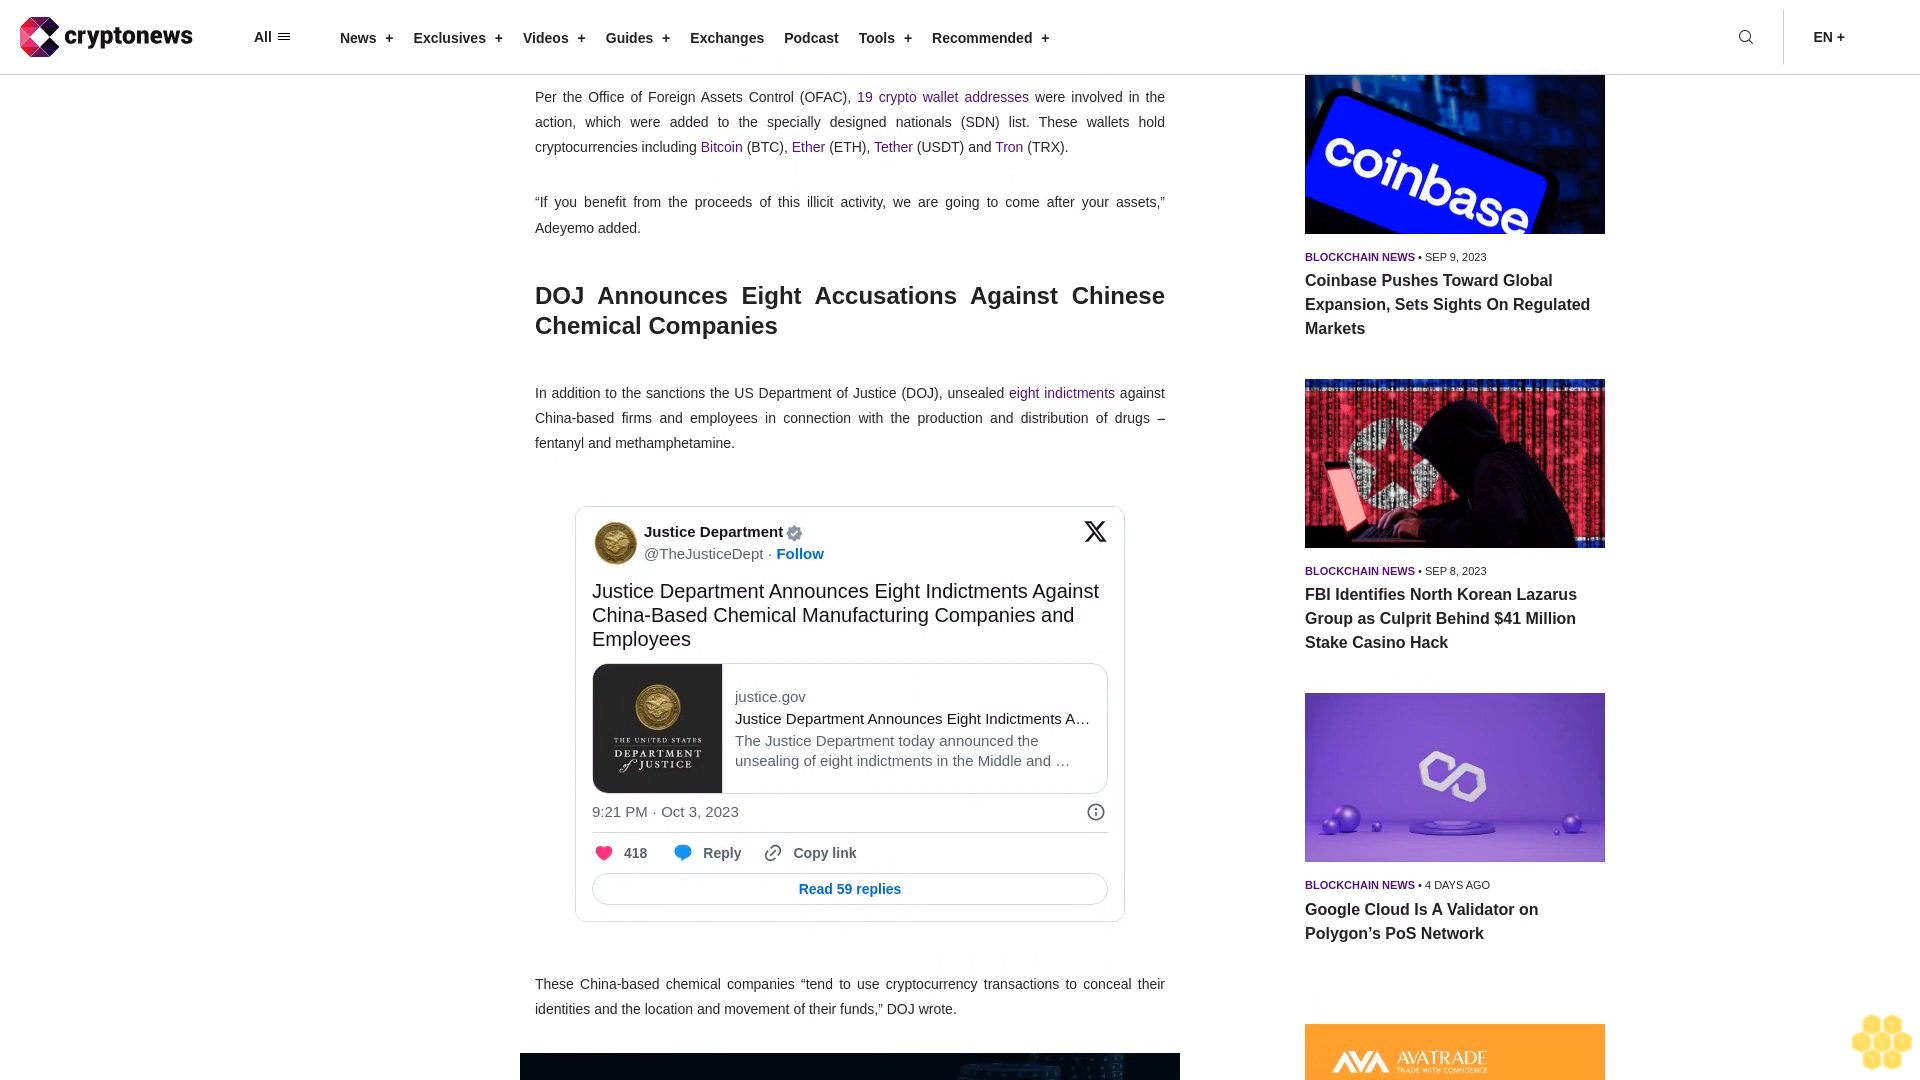 cryptonews
All
News +
Exclusives +
Videos +
Guides +
Exchanges
Podcast
Tools +
Recommended +
EN +
Per the Office of Foreign Assets Control (OFAC), 19 crypto wallet addresses were involved in the
action, which were added to the specially designed nationals (SDN) list. These wallets hold
cryptocurrencies including Bitcoin (BTC), Ether (ETH), Tether (USDT) and Tron (TRX).
“If you benefit from the proceeds of this illicit activity, we are going to come after your assets,”
Adeyemo added.
DOJ Announces Eight Accusations Against Chinese
Chemical Companies
In addition to the sanctions the US Department of Justice (DOJ), unsealed eight indictments against
China-based firms and employees in connection with the production and distribution of drugs –
fentanyl and methamphetamine.
Justice Department
@TheJusticeDept · Follow
Justice Department Announces Eight Indictments Against
China-Based Chemical Manufacturing Companies and
Employees
THE UNITED STATES
DEPARTMENT
of JUSTICE
justice.gov
Justice Department Announces Eight Indictments A…
The Justice Department today announced the
unsealing of eight indictments in the Middle and …
9:21 PM · Oct 3, 2023
418
Reply
Copy link
Read 59 replies
These China-based chemical companies “tend to use cryptocurrency transactions to conceal their
identities and the location and movement of their funds,” DOJ wrote.
coinbase
BLOCKCHAIN NEWS • SEP 9, 2023
Coinbase Pushes Toward Global
Expansion, Sets Sights On Regulated
Markets
BLOCKCHAIN NEWS • SEP 8, 2023
FBI Identifies North Korean Lazarus
Group as Culprit Behind $41 Million
Stake Casino Hack
BLOCKCHAIN NEWS • 4 DAYS AGO
Google Cloud Is A Validator on
Polygon’s PoS Network
AVATRADE
TRADE WITH CONFIDENCE